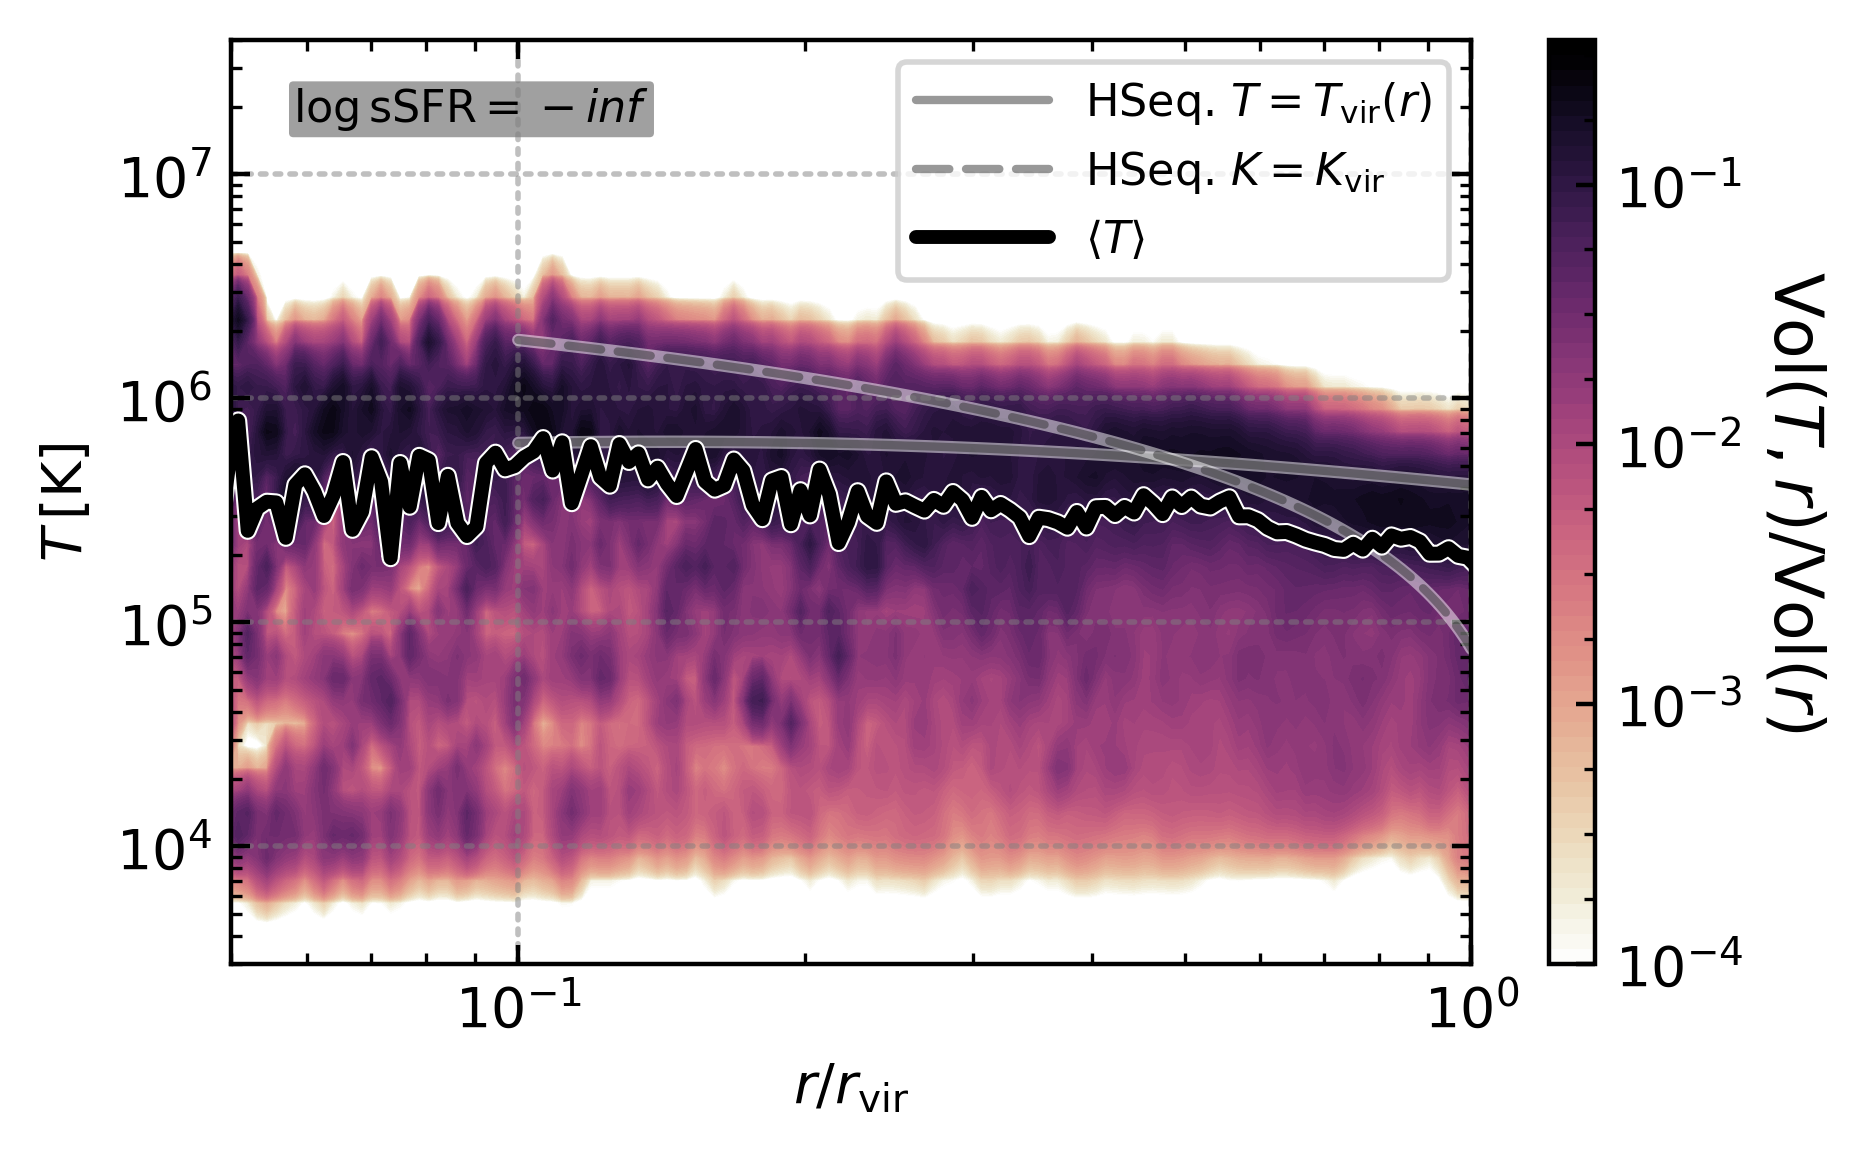 log sSFR = −inf
HSeq. T = T_vir(r)
HSeq. K = K_vir
⟨T⟩
10^7
10^6
10^5
10^4
T [K]
10^−1
10^0
r/r_vir
10^−1
10^−2
10^−3
10^−4
Vol(T, r)/Vol(r)